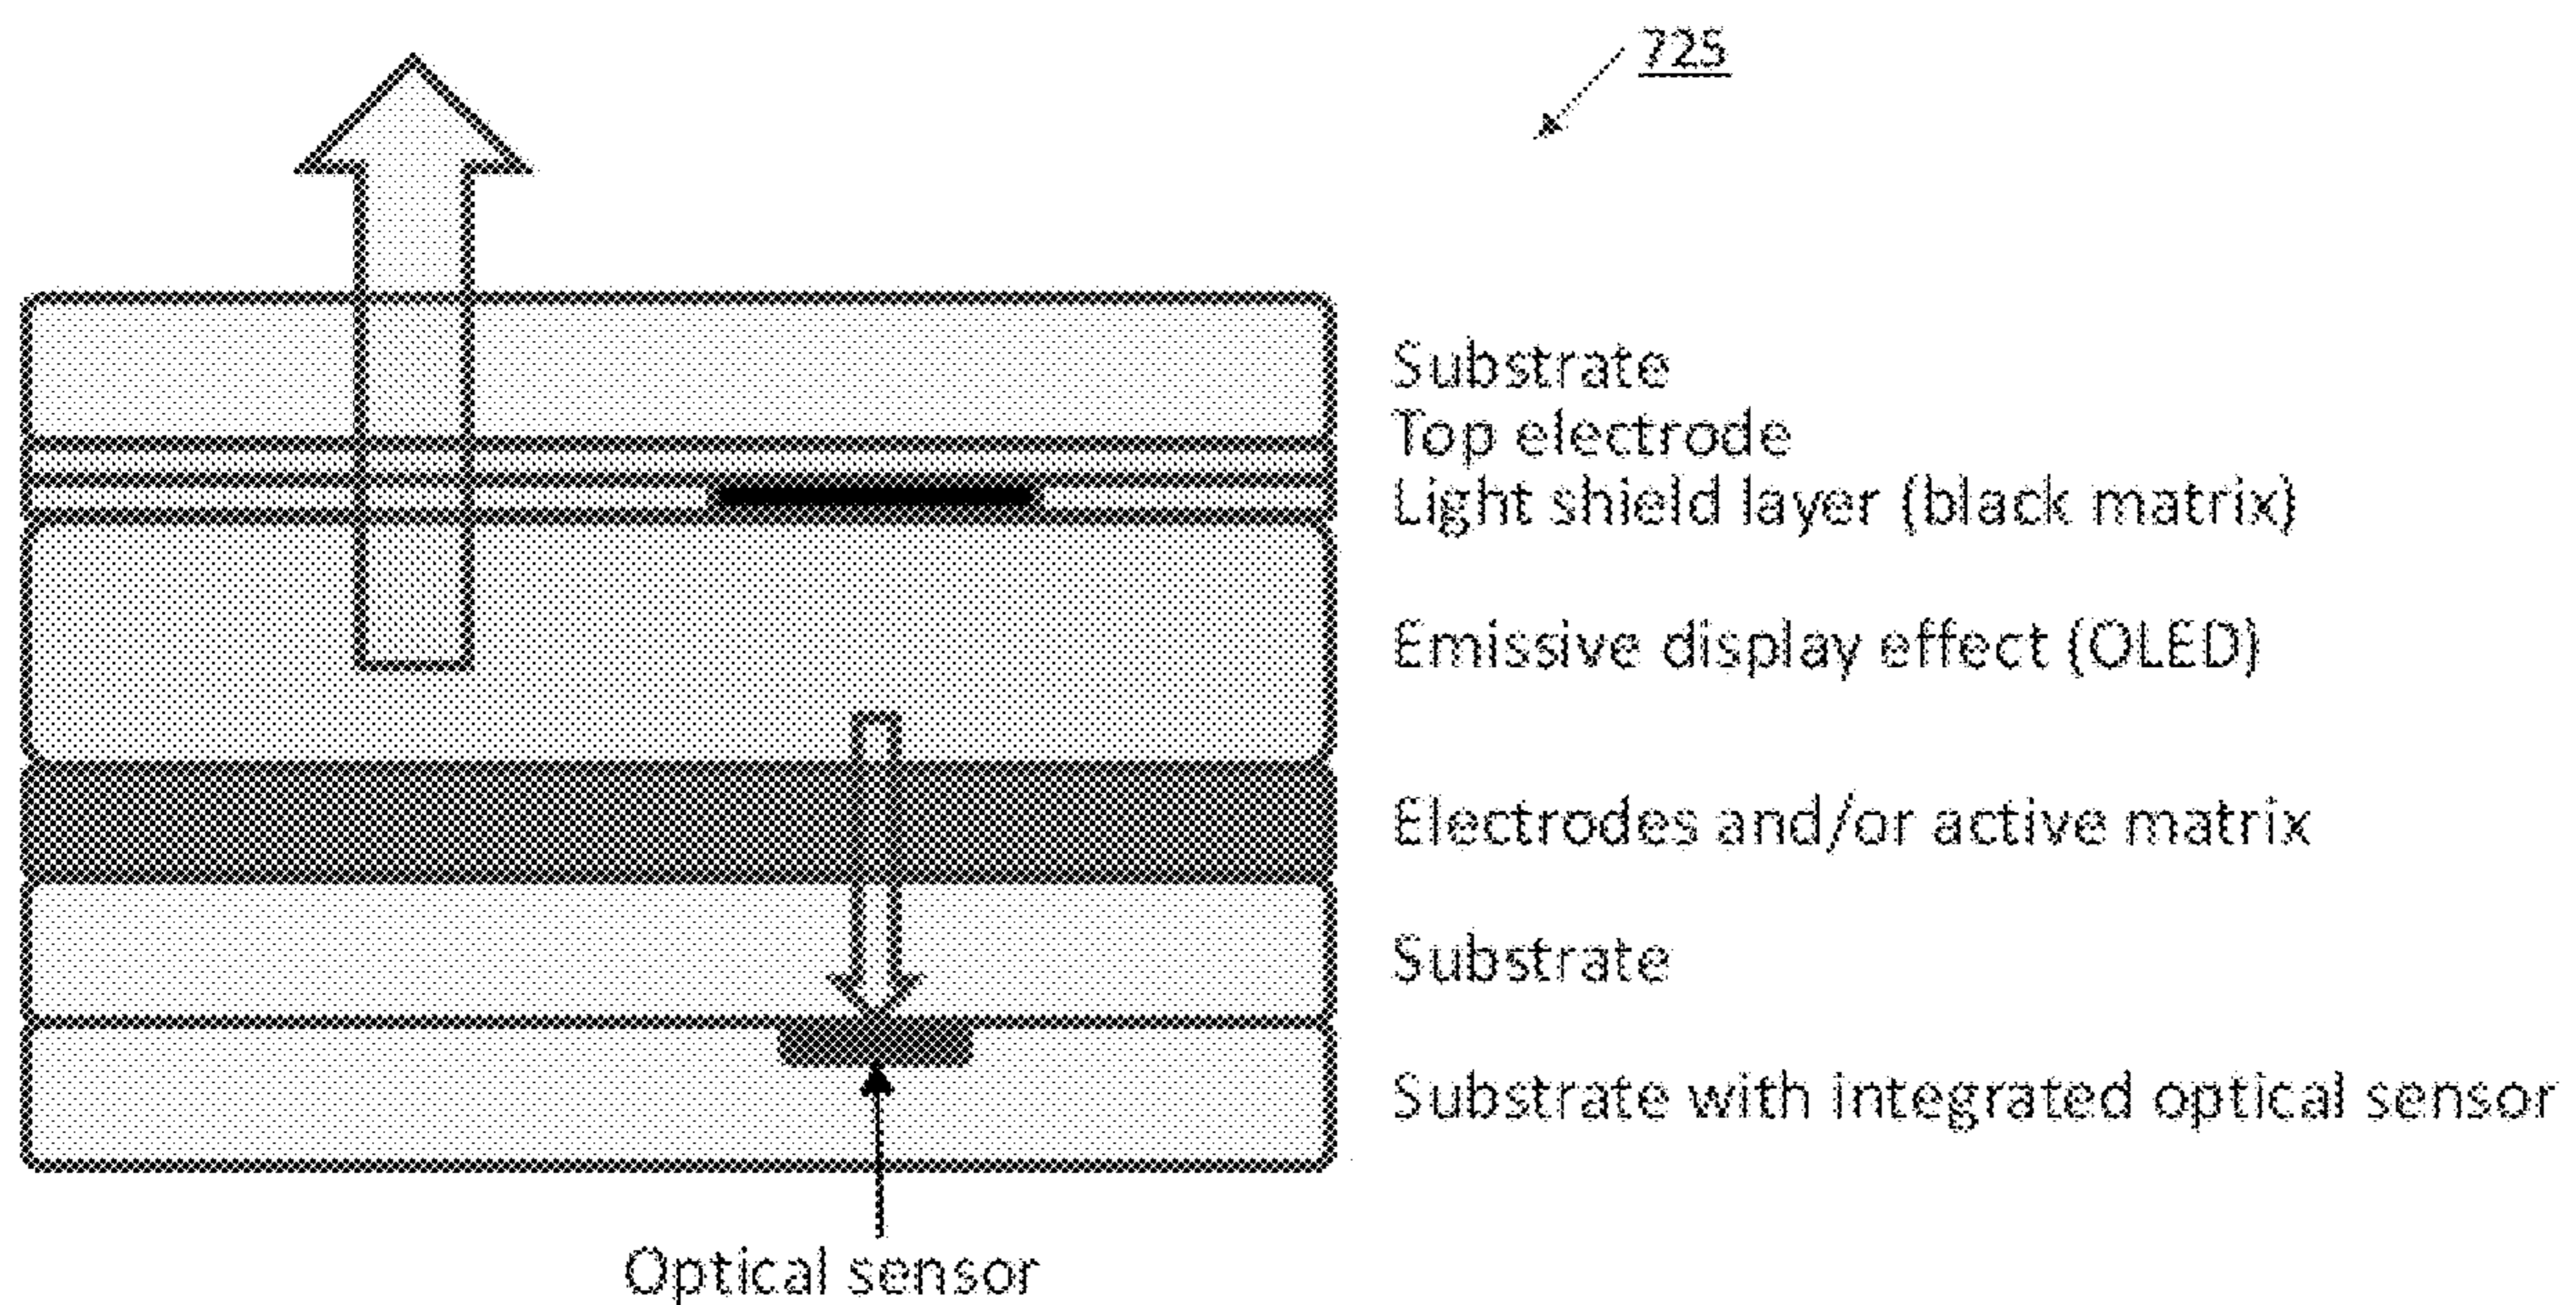 725
Substrate
Top electrode
Light shield layer (black matrix)
Emissive display effect (OLED)
Electrodes and/or active matrix
Substrate
Substrate with integrated optical sensor
Optical sensor